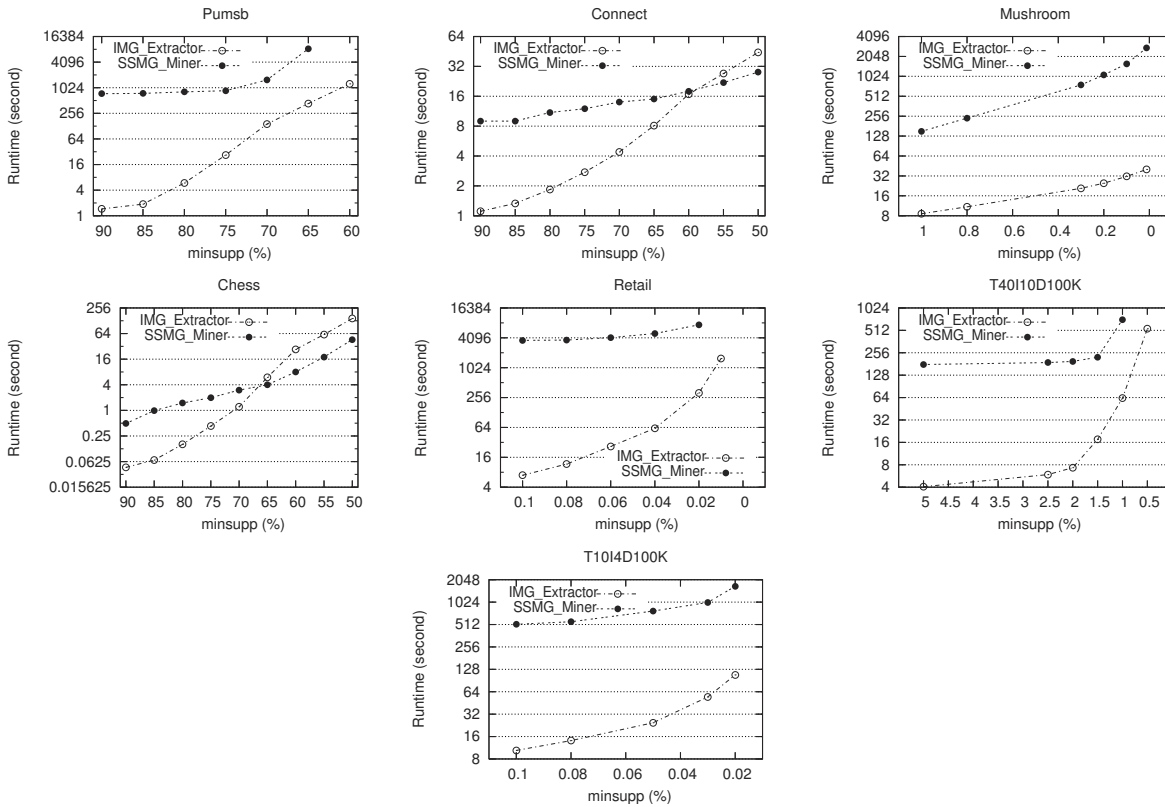 Pumsb
Runtime (second)
16384
4096
1024
256
64
16
4
1
IMG_Extractor
SSMG_Miner
90 85 80 75 70 65 60
minsupp (%)
Connect
Runtime (second)
64
32
16
8
4
2
1
IMG_Extractor
SSMG_Miner
90 85 80 75 70 65 60 55 50
minsupp (%)
Mushroom
Runtime (second)
4096
2048
1024
512
256
128
64
32
16
8
IMG_Extractor
SSMG_Miner
1 0.8 0.6 0.4 0.2 0
minsupp (%)
Chess
Runtime (second)
256
64
16
4
1
0.25
0.0625
0.015625
IMG_Extractor
SSMG_Miner
90 85 80 75 70 65 60 55 50
minsupp (%)
Retail
Runtime (second)
16384
4096
1024
256
64
16
4
IMG_Extractor
SSMG_Miner
0.1 0.08 0.06 0.04 0.02 0
minsupp (%)
T40I10D100K
Runtime (second)
1024
512
256
128
64
32
16
8
4
IMG_Extractor
SSMG_Miner
5 4.5 4 3.5 3 2.5 2 1.5 1 0.5
minsupp (%)
T10I4D100K
Runtime (second)
2048
1024
512
256
128
64
32
16
8
IMG_Extractor
SSMG_Miner
0.1 0.08 0.06 0.04 0.02
minsupp (%)